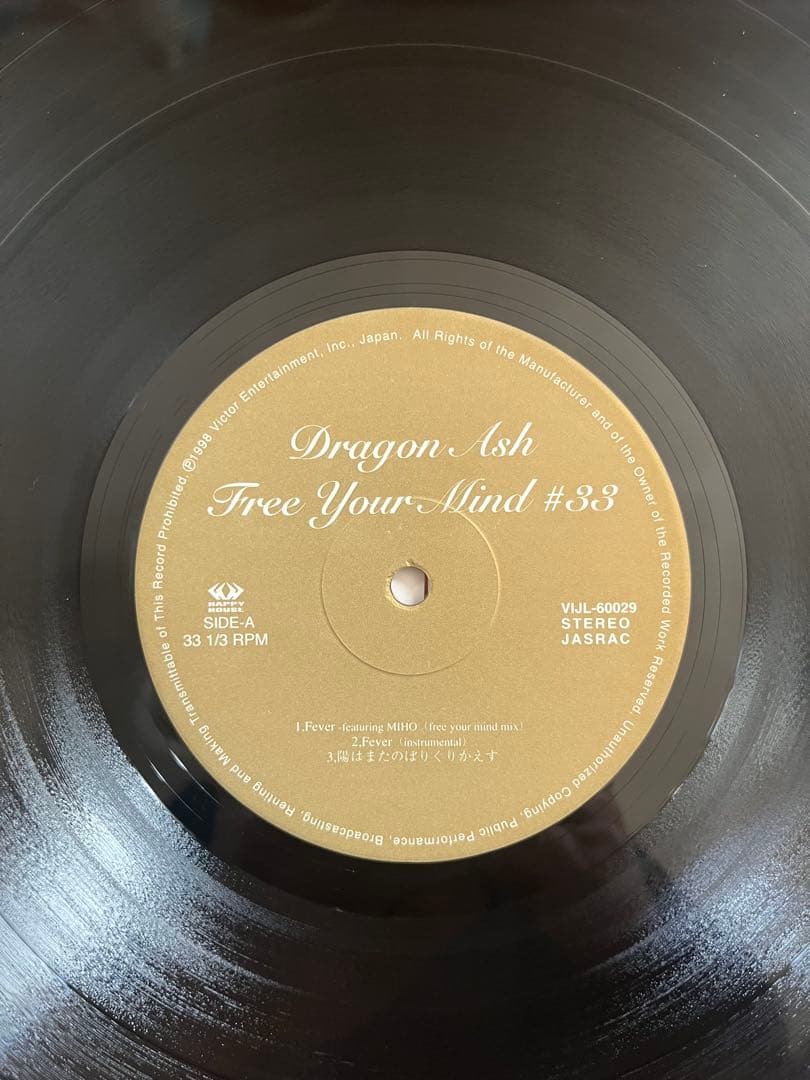 Dragon Ash
Free Your Mind #33
HAPPY
HOUSE
SIDE-A
33 1/3 RPM
VIJL-60029
STEREO
JASRAC
1,Fever -featuring MIHO（free your mind mix）
2,Fever（instrumental）
3,陽はまたのぼりくりかえす
℗1998 Victor Entertainment, Inc., Japan. All Rights of the Manufacturer and of the Owner of the Recorded Work Reserved. Unauthorized Copying, Public Performance, Broadcasting, Renting and Making Transmittable of This Record Prohibited.